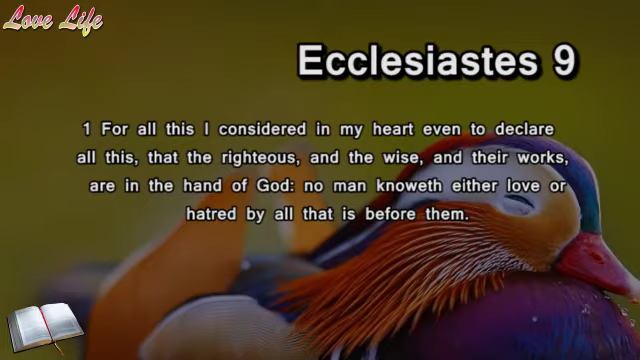 Love Life
Ecclesiastes 9
1 For all this I considered in my heart even to declare
all this, that the righteous, and the wise, and their works,
are in the hand of God: no man knoweth either love or
hatred by all that is before them.